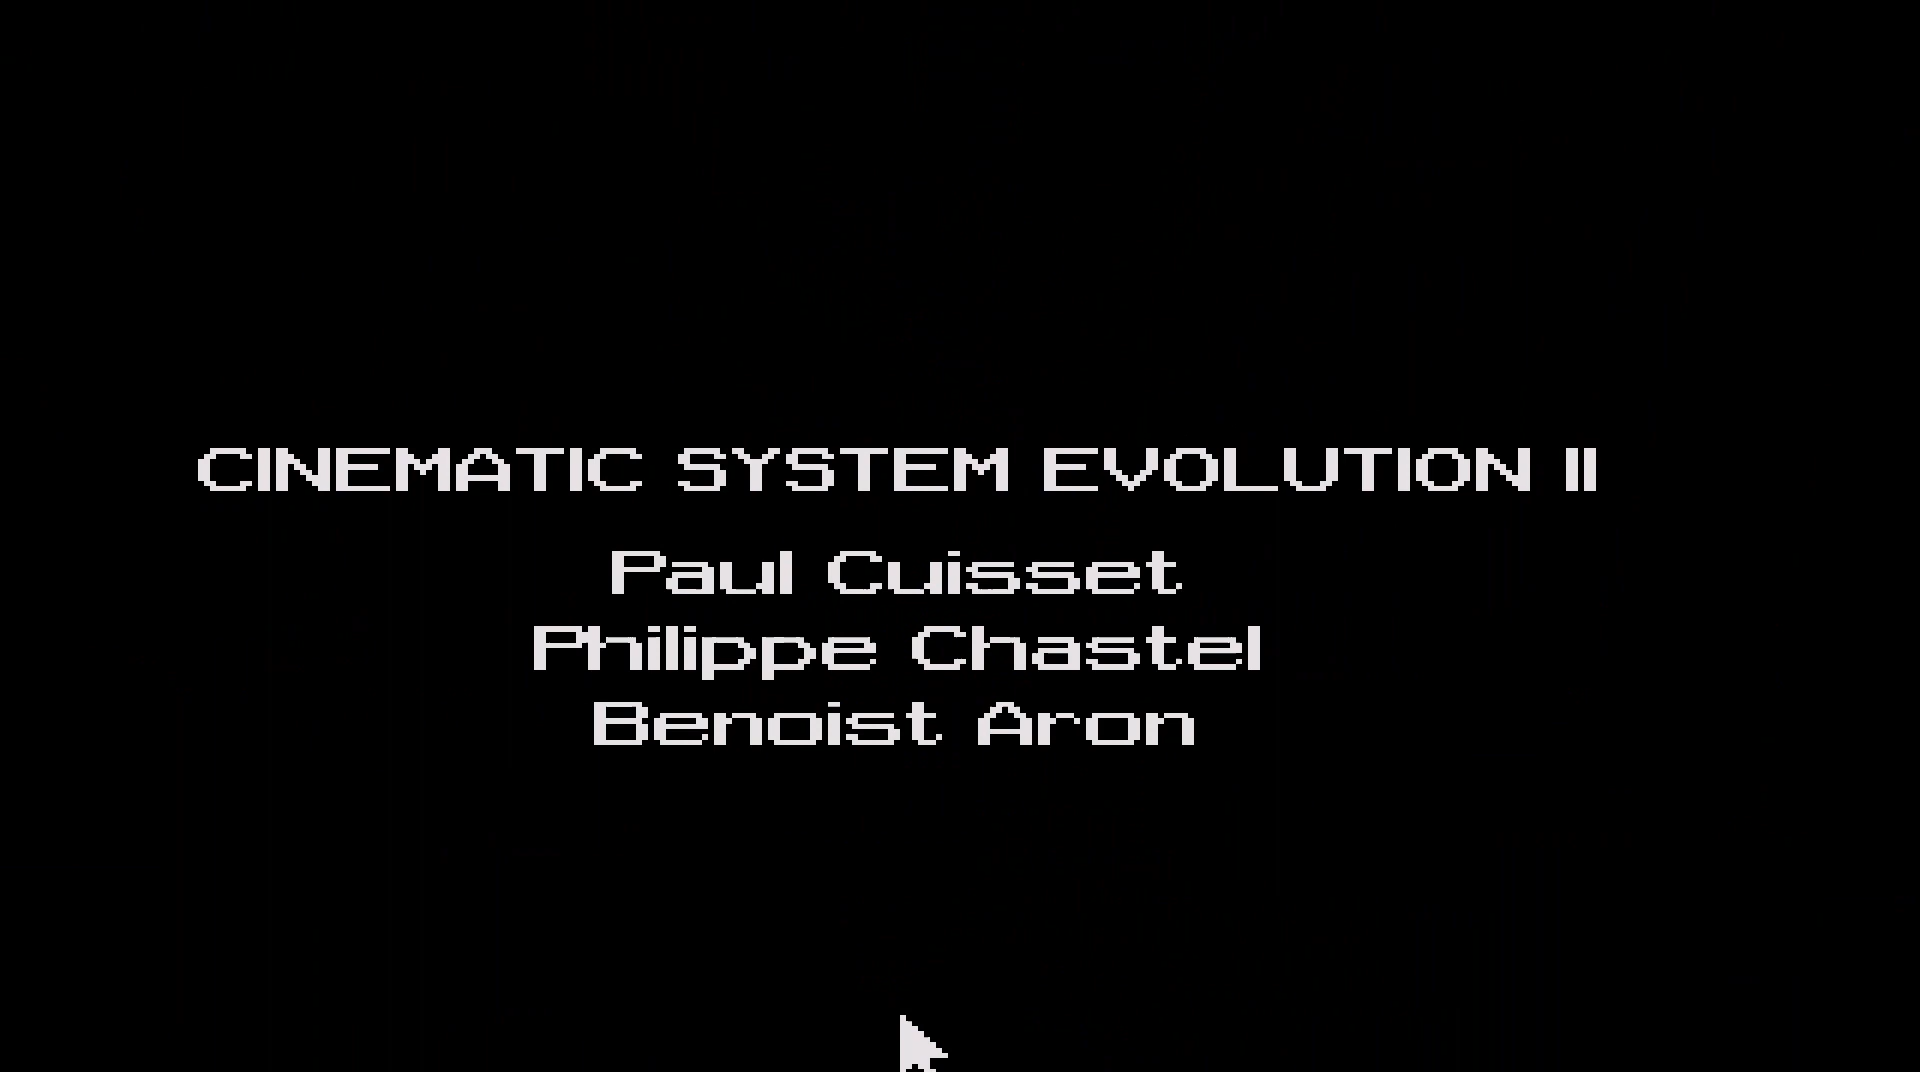 CINEMATIC SYSTEM EVOLUTION II
Paul Cuisset
Philippe Chastel
Benoist Aron